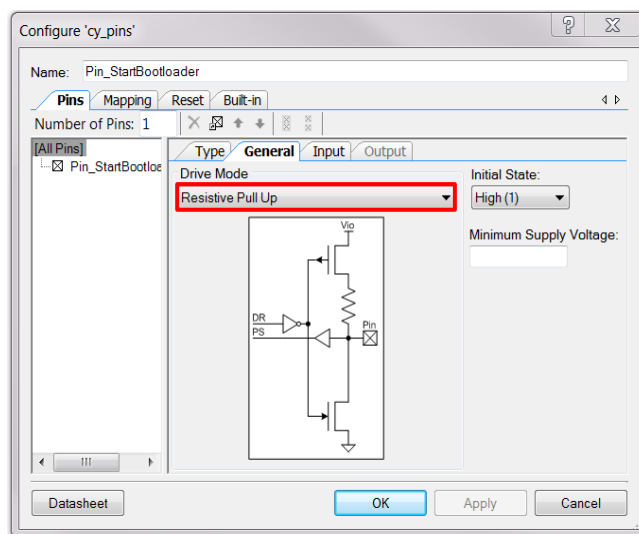 Configure 'cy_pins'
Name: Pin_StartBootloader
Pins Mapping Reset Built-in
Number of Pins: 1
[All Pins]
Pin_StartBootloa
Type General Input Output
Drive Mode
Initial State:
Resistive Pull Up
High (1)
Minimum Supply Voltage:
Vio
DR
PS
Pin
Datasheet OK Apply Cancel